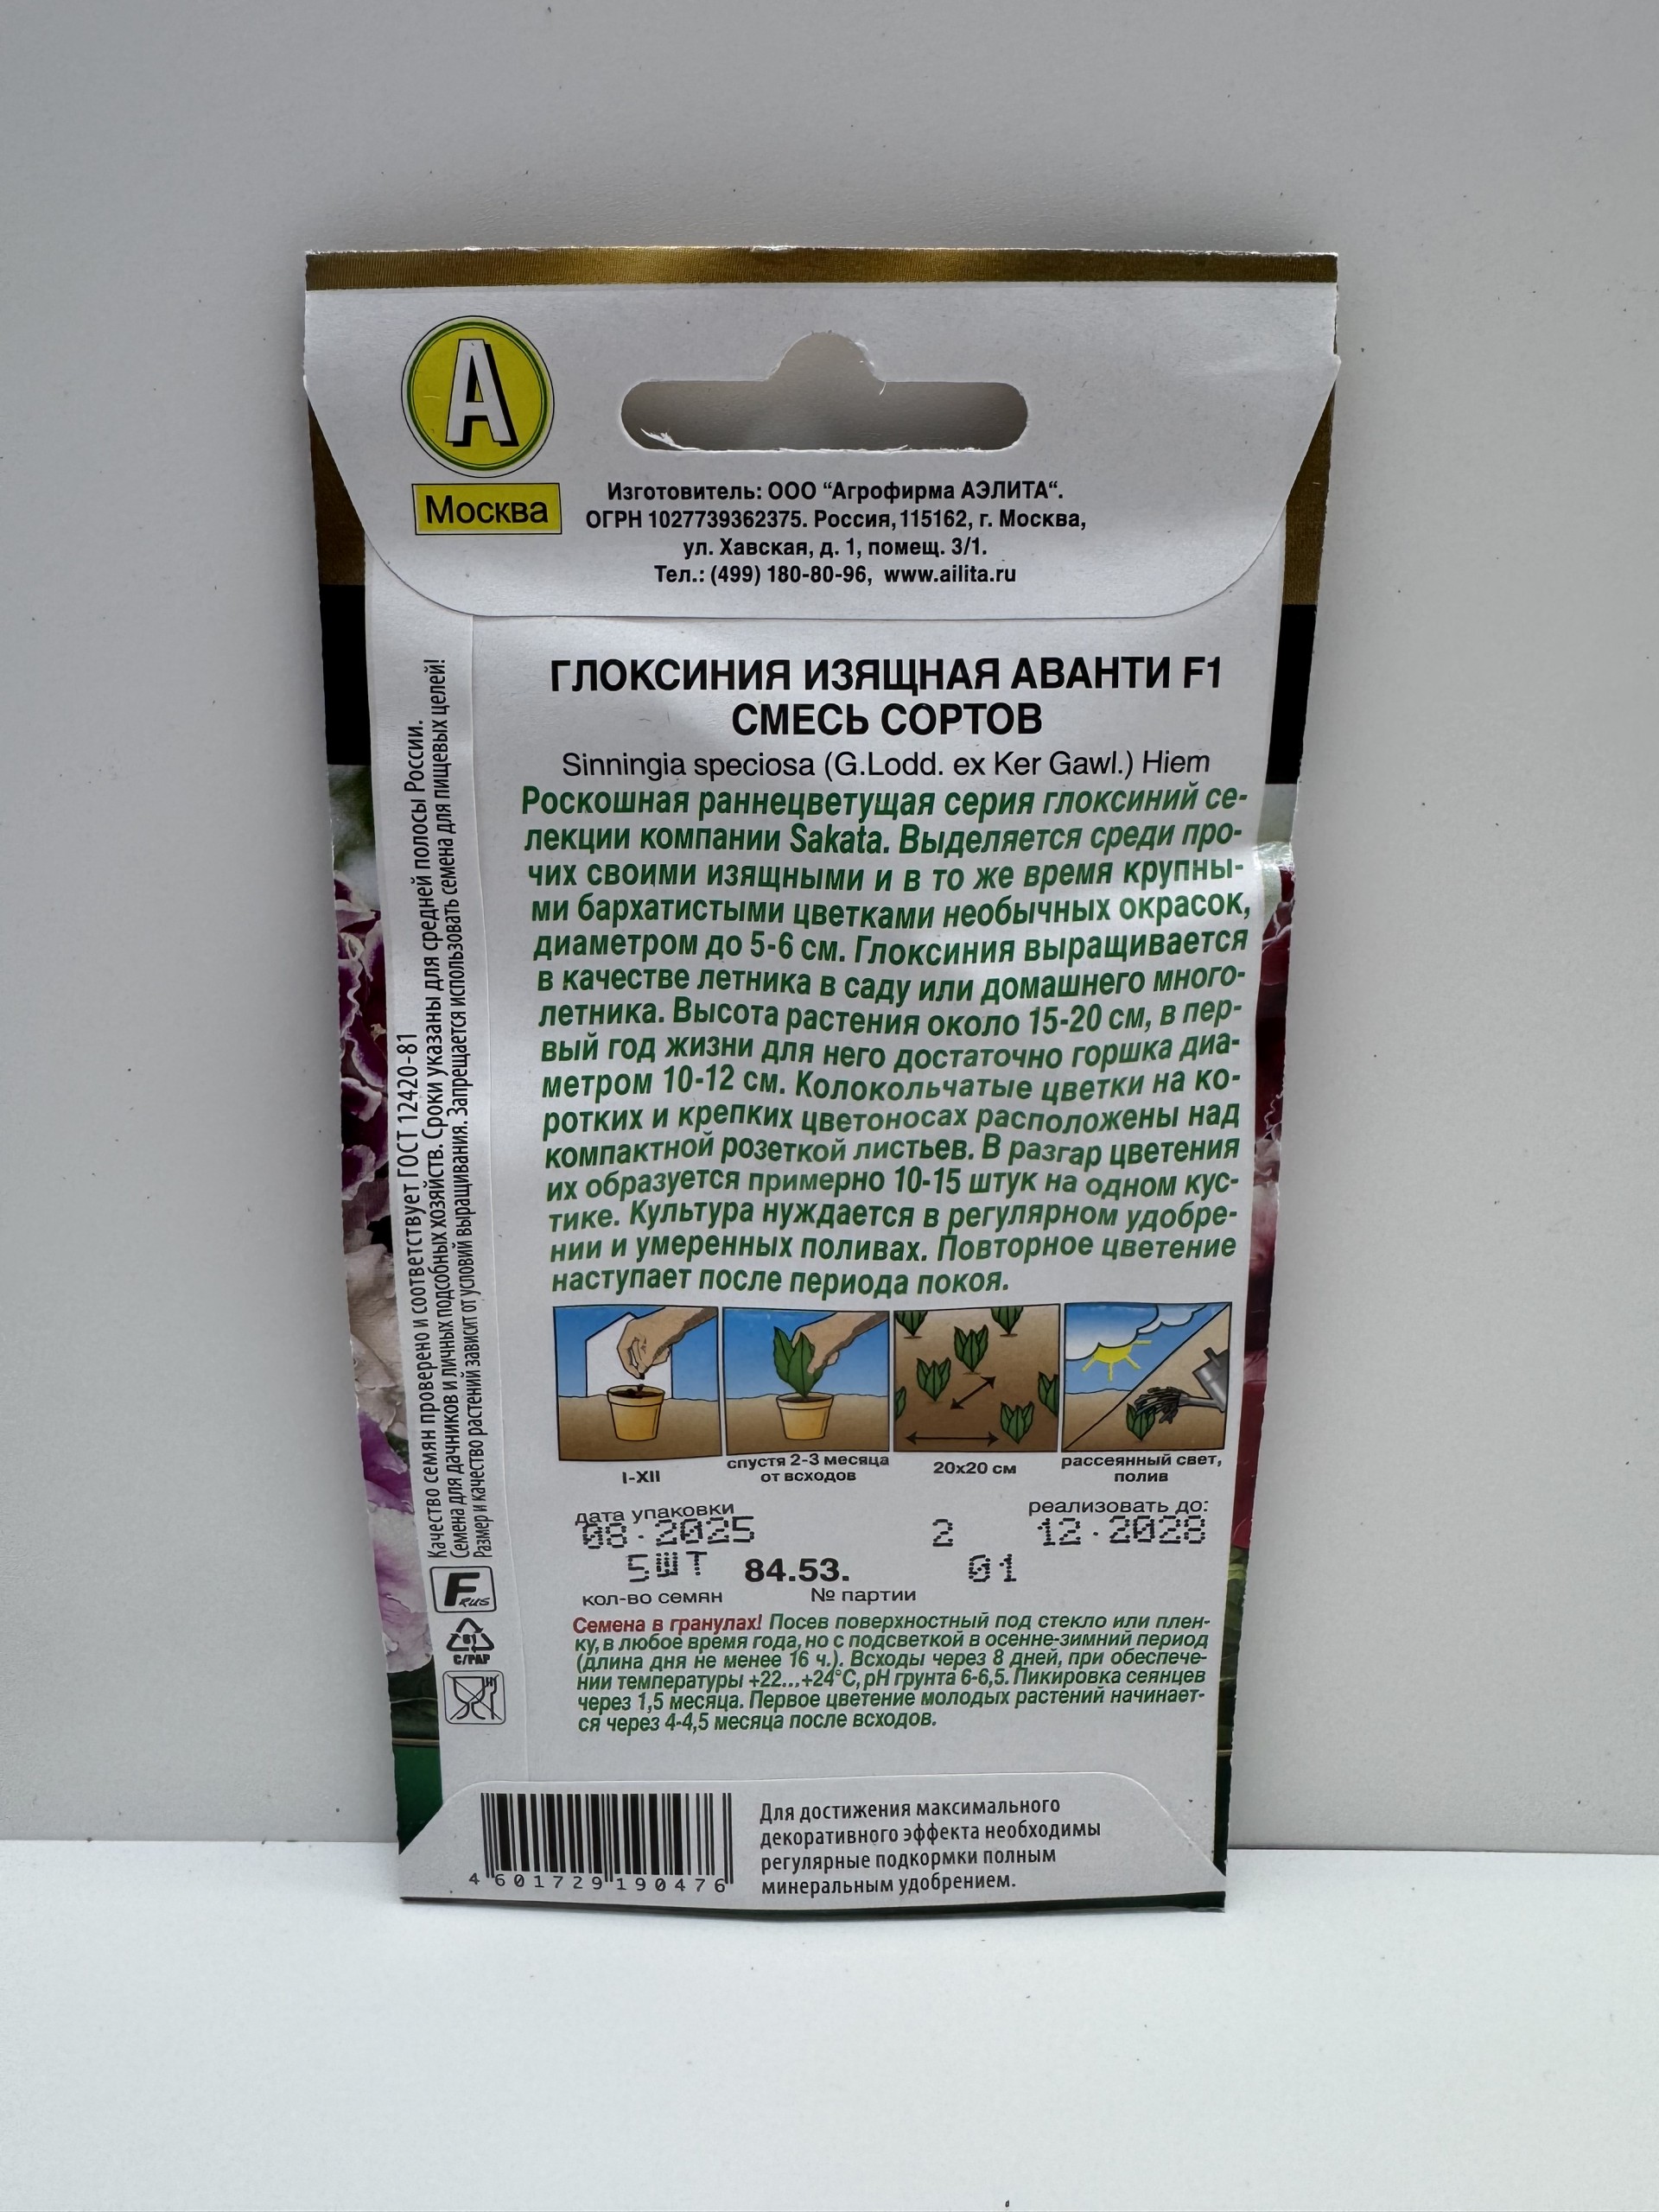 А
Москва
Изготовитель: ООО “Агрофирма АЭЛИТА“.
ОГРН 1027739362375. Россия, 115162, г. Москва,
ул. Хавская, д. 1, помещ. 3/1.
Тел.: (499) 180-80-96, www.ailita.ru
ГЛОКСИНИЯ ИЗЯЩНАЯ АВАНТИ F1
СМЕСЬ СОРТОВ
Sinningia speciosa (G.Lodd. ex Ker Gawl.) Hiern
Роскошная раннецветущая серия глоксиний се-
лекции компании Sakata. Выделяется среди про-
чих своими изящными и в то же время крупны-
ми бархатистыми цветками необычных окрасок,
диаметром до 5-6 см. Глоксиния выращивается
в качестве летника в саду или домашнего много-
летника. Высота растения около 15-20 см, в пер-
вый год жизни для него достаточно горшка диа-
метром 10-12 см. Колокольчатые цветки на ко-
ротких и крепких цветоносах расположены над
компактной розеткой листьев. В разгар цветения
их образуется примерно 10-15 штук на одном кус-
тике. Культура нуждается в регулярном удобре-
нии и умеренных поливах. Повторное цветение
наступает после периода покоя.
I-XII
спустя 2-3 месяца
от всходов
20х20 см
рассеянный свет,
полив
дата упаковки
реализовать до:
08.2025 2 12.2028
5ШТ 84.53. 01
кол-во семян № партии
Семена в гранулах! Посев поверхностный под стекло или плен-
ку, в любое время года, но с подсветкой в осенне-зимний период
(длина дня не менее 16 ч.). Всходы через 8 дней, при обеспече-
нии температуры +22...+24°С, рН грунта 6-6,5. Пикировка сеянцев
через 1,5 месяца. Первое цветение молодых растений начинает-
ся через 4-4,5 месяца после всходов.
Качество семян проверено и соответствует ГОСТ 12420-81
Семена для дачников и личных подсобных хозяйств. Сроки указаны для средней полосы России.
Размер и качество растений зависит от условий выращивания. Запрещается использовать семена для пищевых целей!
F RUS
81
C/PAP
4 601729 190476
Для достижения максимального
декоративного эффекта необходимы
регулярные подкормки полным
минеральным удобрением.